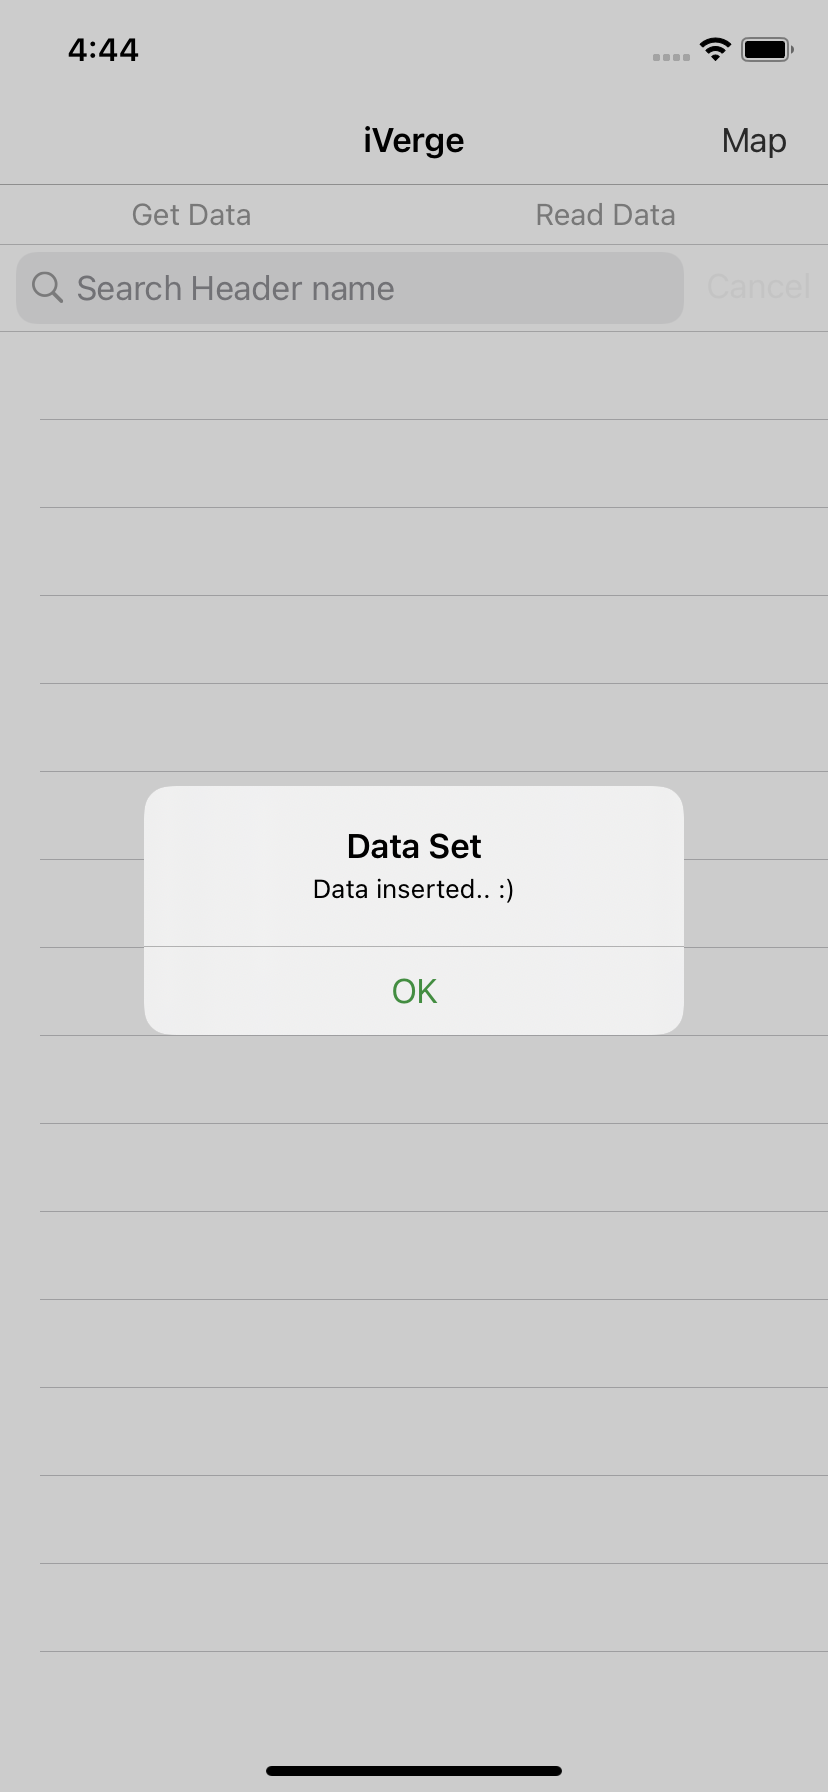 4:44
iVerge
Map
Get Data
Read Data
Search Header name
Cancel
Data Set
Data inserted.. :)
OK